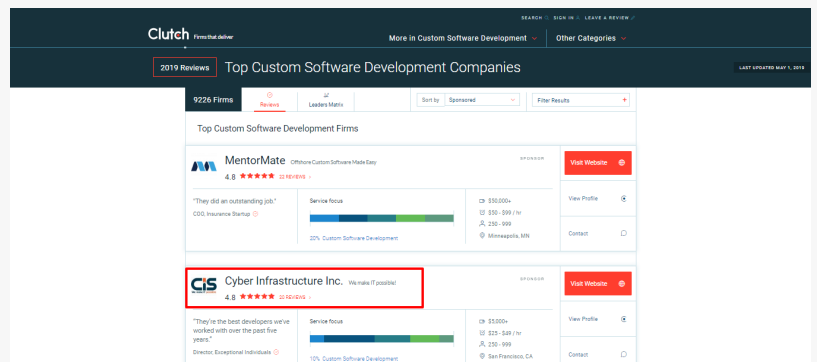 SEARCH SIGN IN LEAVE A REVIEW
Clutch Firms that deliver
More in Custom Software Development Other Categories
2019 Reviews Top Custom Software Development Companies
LAST UPDATED MAY 1, 2019
9226 Firms Reviews Leaders Matrix Sort by Sponsored Filter Results +
Top Custom Software Development Firms
MentorMate Offshore Custom Software Made Easy
SPONSOR
Visit Website
4.8 ★★★★★ REVIEWS
"They did an outstanding job."
COO, Insurance Startup
Service focus
20% Custom Software Development
$50,000+
$50 - $99 / hr
250 - 999
Minneapolis, MN
View Profile
Contact
CIS
Cyber Infrastructure Inc. We make IT possible!
SPONSOR
Visit Website
4.8 ★★★★★ REVIEWS
"They're the best developers we've
worked with over the past five
years."
Director, Exceptional Individuals
Service focus
10% Custom Software Development
$5,000+
$25 - $49 / hr
250 - 999
San Francisco, CA
View Profile
Contact